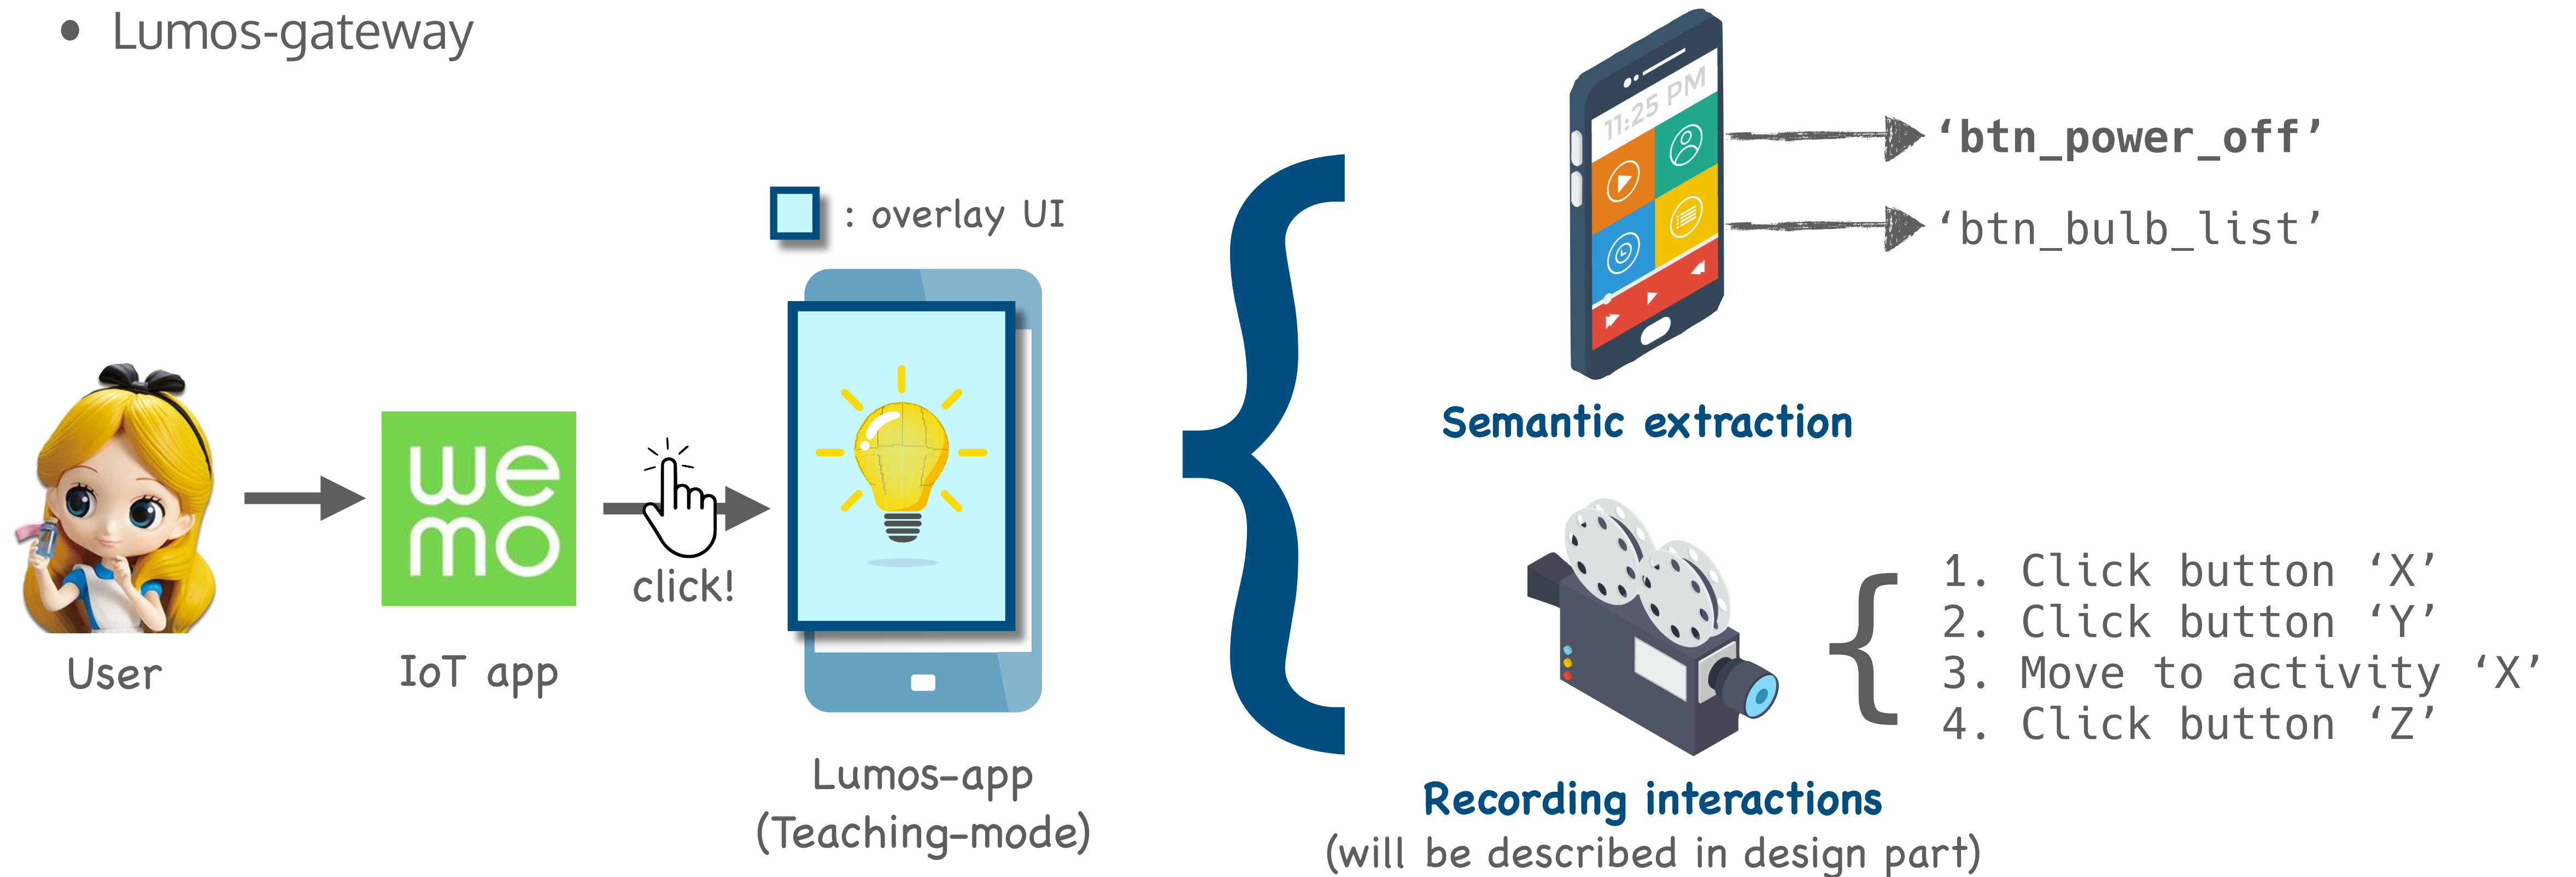 • Lumos-gateway
: overlay UI
we
mo
click!
User
IoT app
Lumos-app
(Teaching-mode)
11:25 PM
‘btn_power_off’
‘btn_bulb_list’
Semantic extraction
1. Click button ‘X’
2. Click button ‘Y’
3. Move to activity ‘X’
4. Click button ‘Z’
Recording interactions
(will be described in design part)